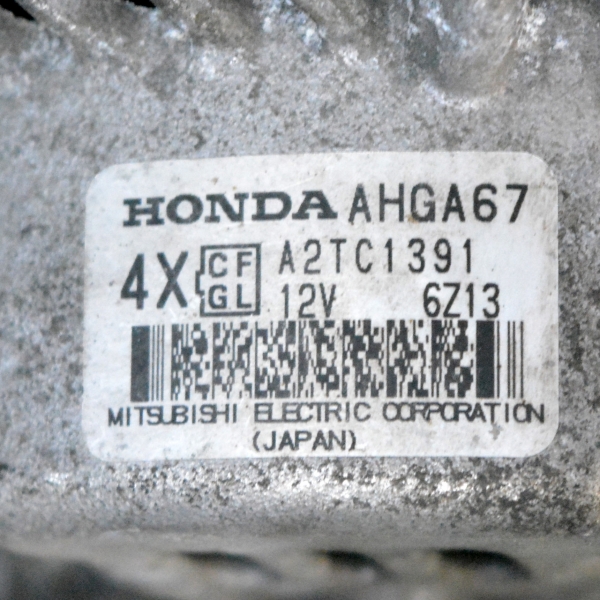 HONDA AHGA67
4X CF A2TC1391
GL 12V 6Z13
MITSUBISHI ELECTRIC CORPORATION
(JAPAN)